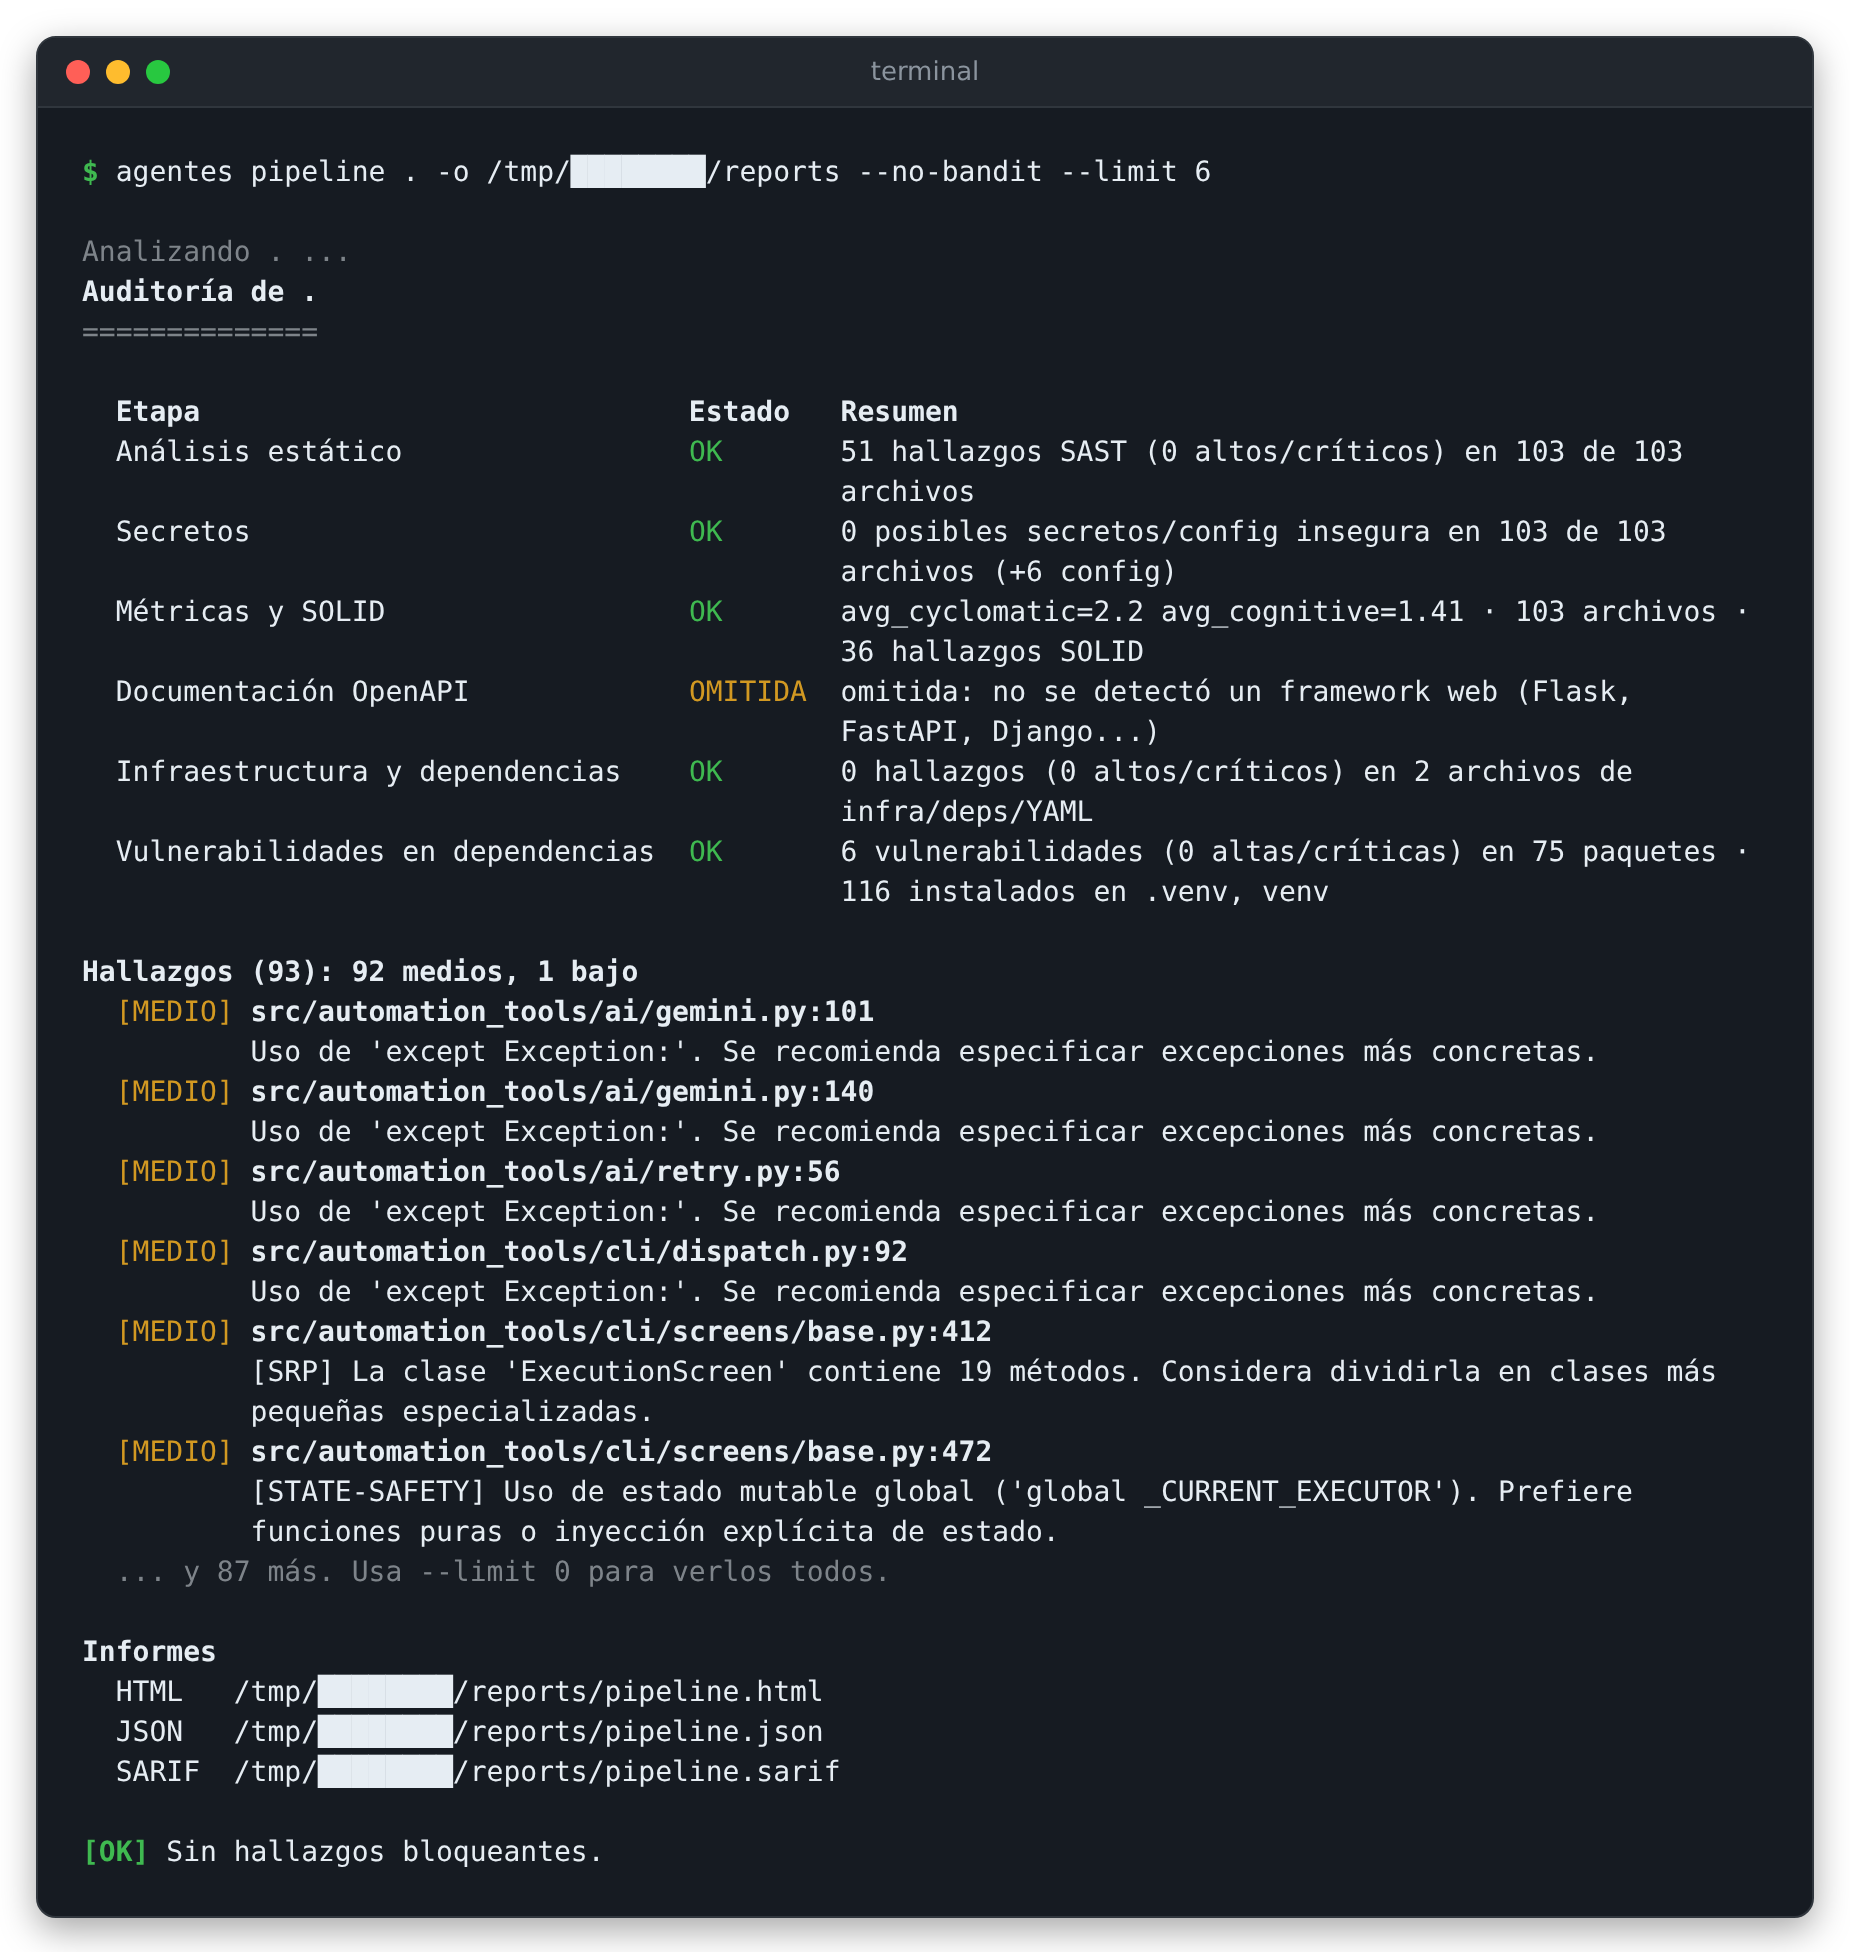 terminal
$ agentes pipeline . -o /tmp/████████/reports --no-bandit --limit 6
Analizando . ...
Auditoría de .
==============
Etapa Estado Resumen
Análisis estático OK 51 hallazgos SAST (0 altos/críticos) en 103 de 103
archivos
Secretos OK 0 posibles secretos/config insegura en 103 de 103
archivos (+6 config)
Métricas y SOLID OK avg_cyclomatic=2.2 avg_cognitive=1.41 · 103 archivos ·
36 hallazgos SOLID
Documentación OpenAPI OMITIDA omitida: no se detectó un framework web (Flask,
FastAPI, Django...)
Infraestructura y dependencias OK 0 hallazgos (0 altos/críticos) en 2 archivos de
infra/deps/YAML
Vulnerabilidades en dependencias OK 6 vulnerabilidades (0 altas/críticas) en 75 paquetes ·
116 instalados en .venv, venv
Hallazgos (93): 92 medios, 1 bajo
[MEDIO] src/automation_tools/ai/gemini.py:101
Uso de 'except Exception:'. Se recomienda especificar excepciones más concretas.
[MEDIO] src/automation_tools/ai/gemini.py:140
Uso de 'except Exception:'. Se recomienda especificar excepciones más concretas.
[MEDIO] src/automation_tools/ai/retry.py:56
Uso de 'except Exception:'. Se recomienda especificar excepciones más concretas.
[MEDIO] src/automation_tools/cli/dispatch.py:92
Uso de 'except Exception:'. Se recomienda especificar excepciones más concretas.
[MEDIO] src/automation_tools/cli/screens/base.py:412
[SRP] La clase 'ExecutionScreen' contiene 19 métodos. Considera dividirla en clases más
pequeñas especializadas.
[MEDIO] src/automation_tools/cli/screens/base.py:472
[STATE-SAFETY] Uso de estado mutable global ('global _CURRENT_EXECUTOR'). Prefiere
funciones puras o inyección explícita de estado.
... y 87 más. Usa --limit 0 para verlos todos.
Informes
HTML /tmp/████████/reports/pipeline.html
JSON /tmp/████████/reports/pipeline.json
SARIF /tmp/████████/reports/pipeline.sarif
[OK] Sin hallazgos bloqueantes.